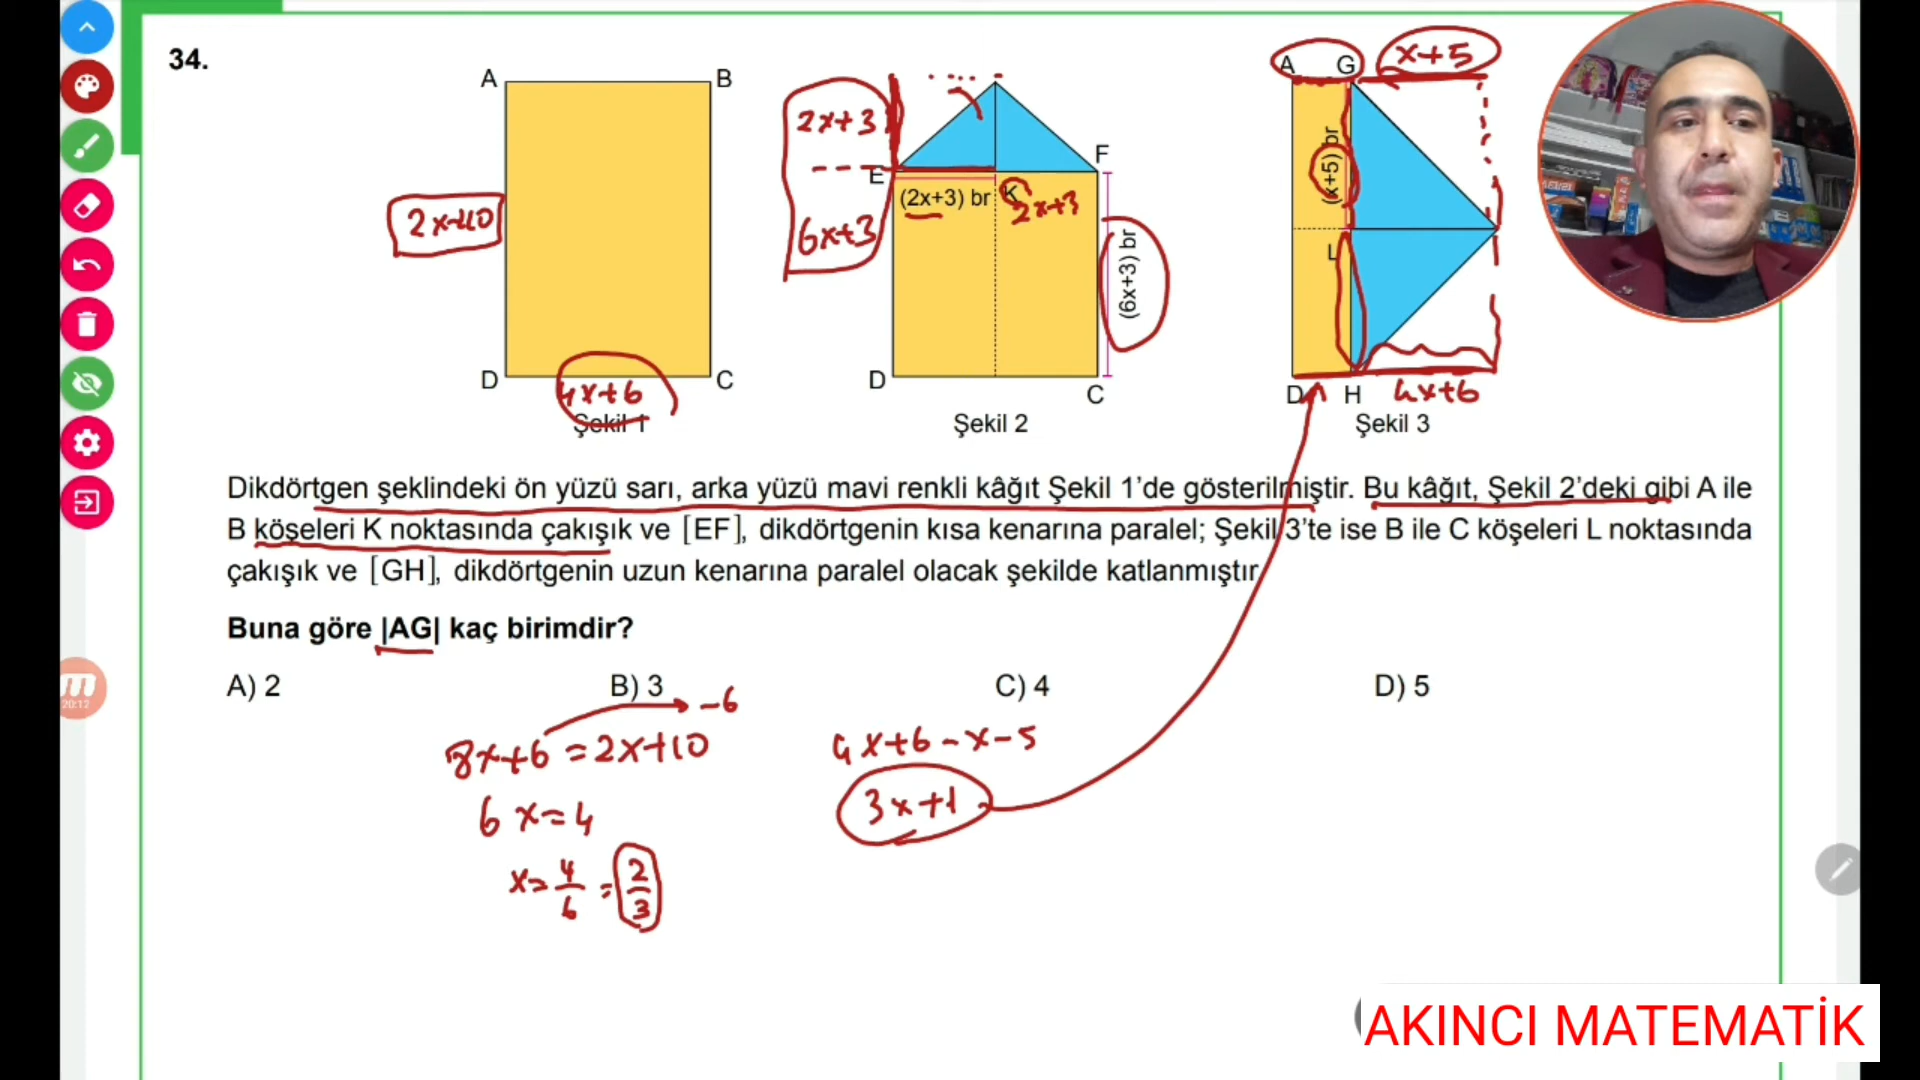 34.
A
B
D
C
2x+10
4x+6
Şekil 1
2x+3
6x+3
E
F
(2x+3) br
K
2x+3
(6x+3) br
D
C
Şekil 2
A
G
x+5
(x+5) br
L
D
H
4x+6
Şekil 3
Dikdörtgen şeklindeki ön yüzü sarı, arka yüzü mavi renkli kâğıt Şekil 1’de gösterilmiştir. Bu kâğıt, Şekil 2’deki gibi A ile
B köşeleri K noktasında çakışık ve [EF], dikdörtgenin kısa kenarına paralel; Şekil 3’te ise B ile C köşeleri L noktasında
çakışık ve [GH], dikdörtgenin uzun kenarına paralel olacak şekilde katlanmıştır
Buna göre |AG| kaç birimdir?
A) 2
B) 3
C) 4
D) 5
-6
8x+6=2x+10
6x=4
x=4/6=2/3
4x+6-x-5
3x+1
20:12
AKINCI MATEMATİK